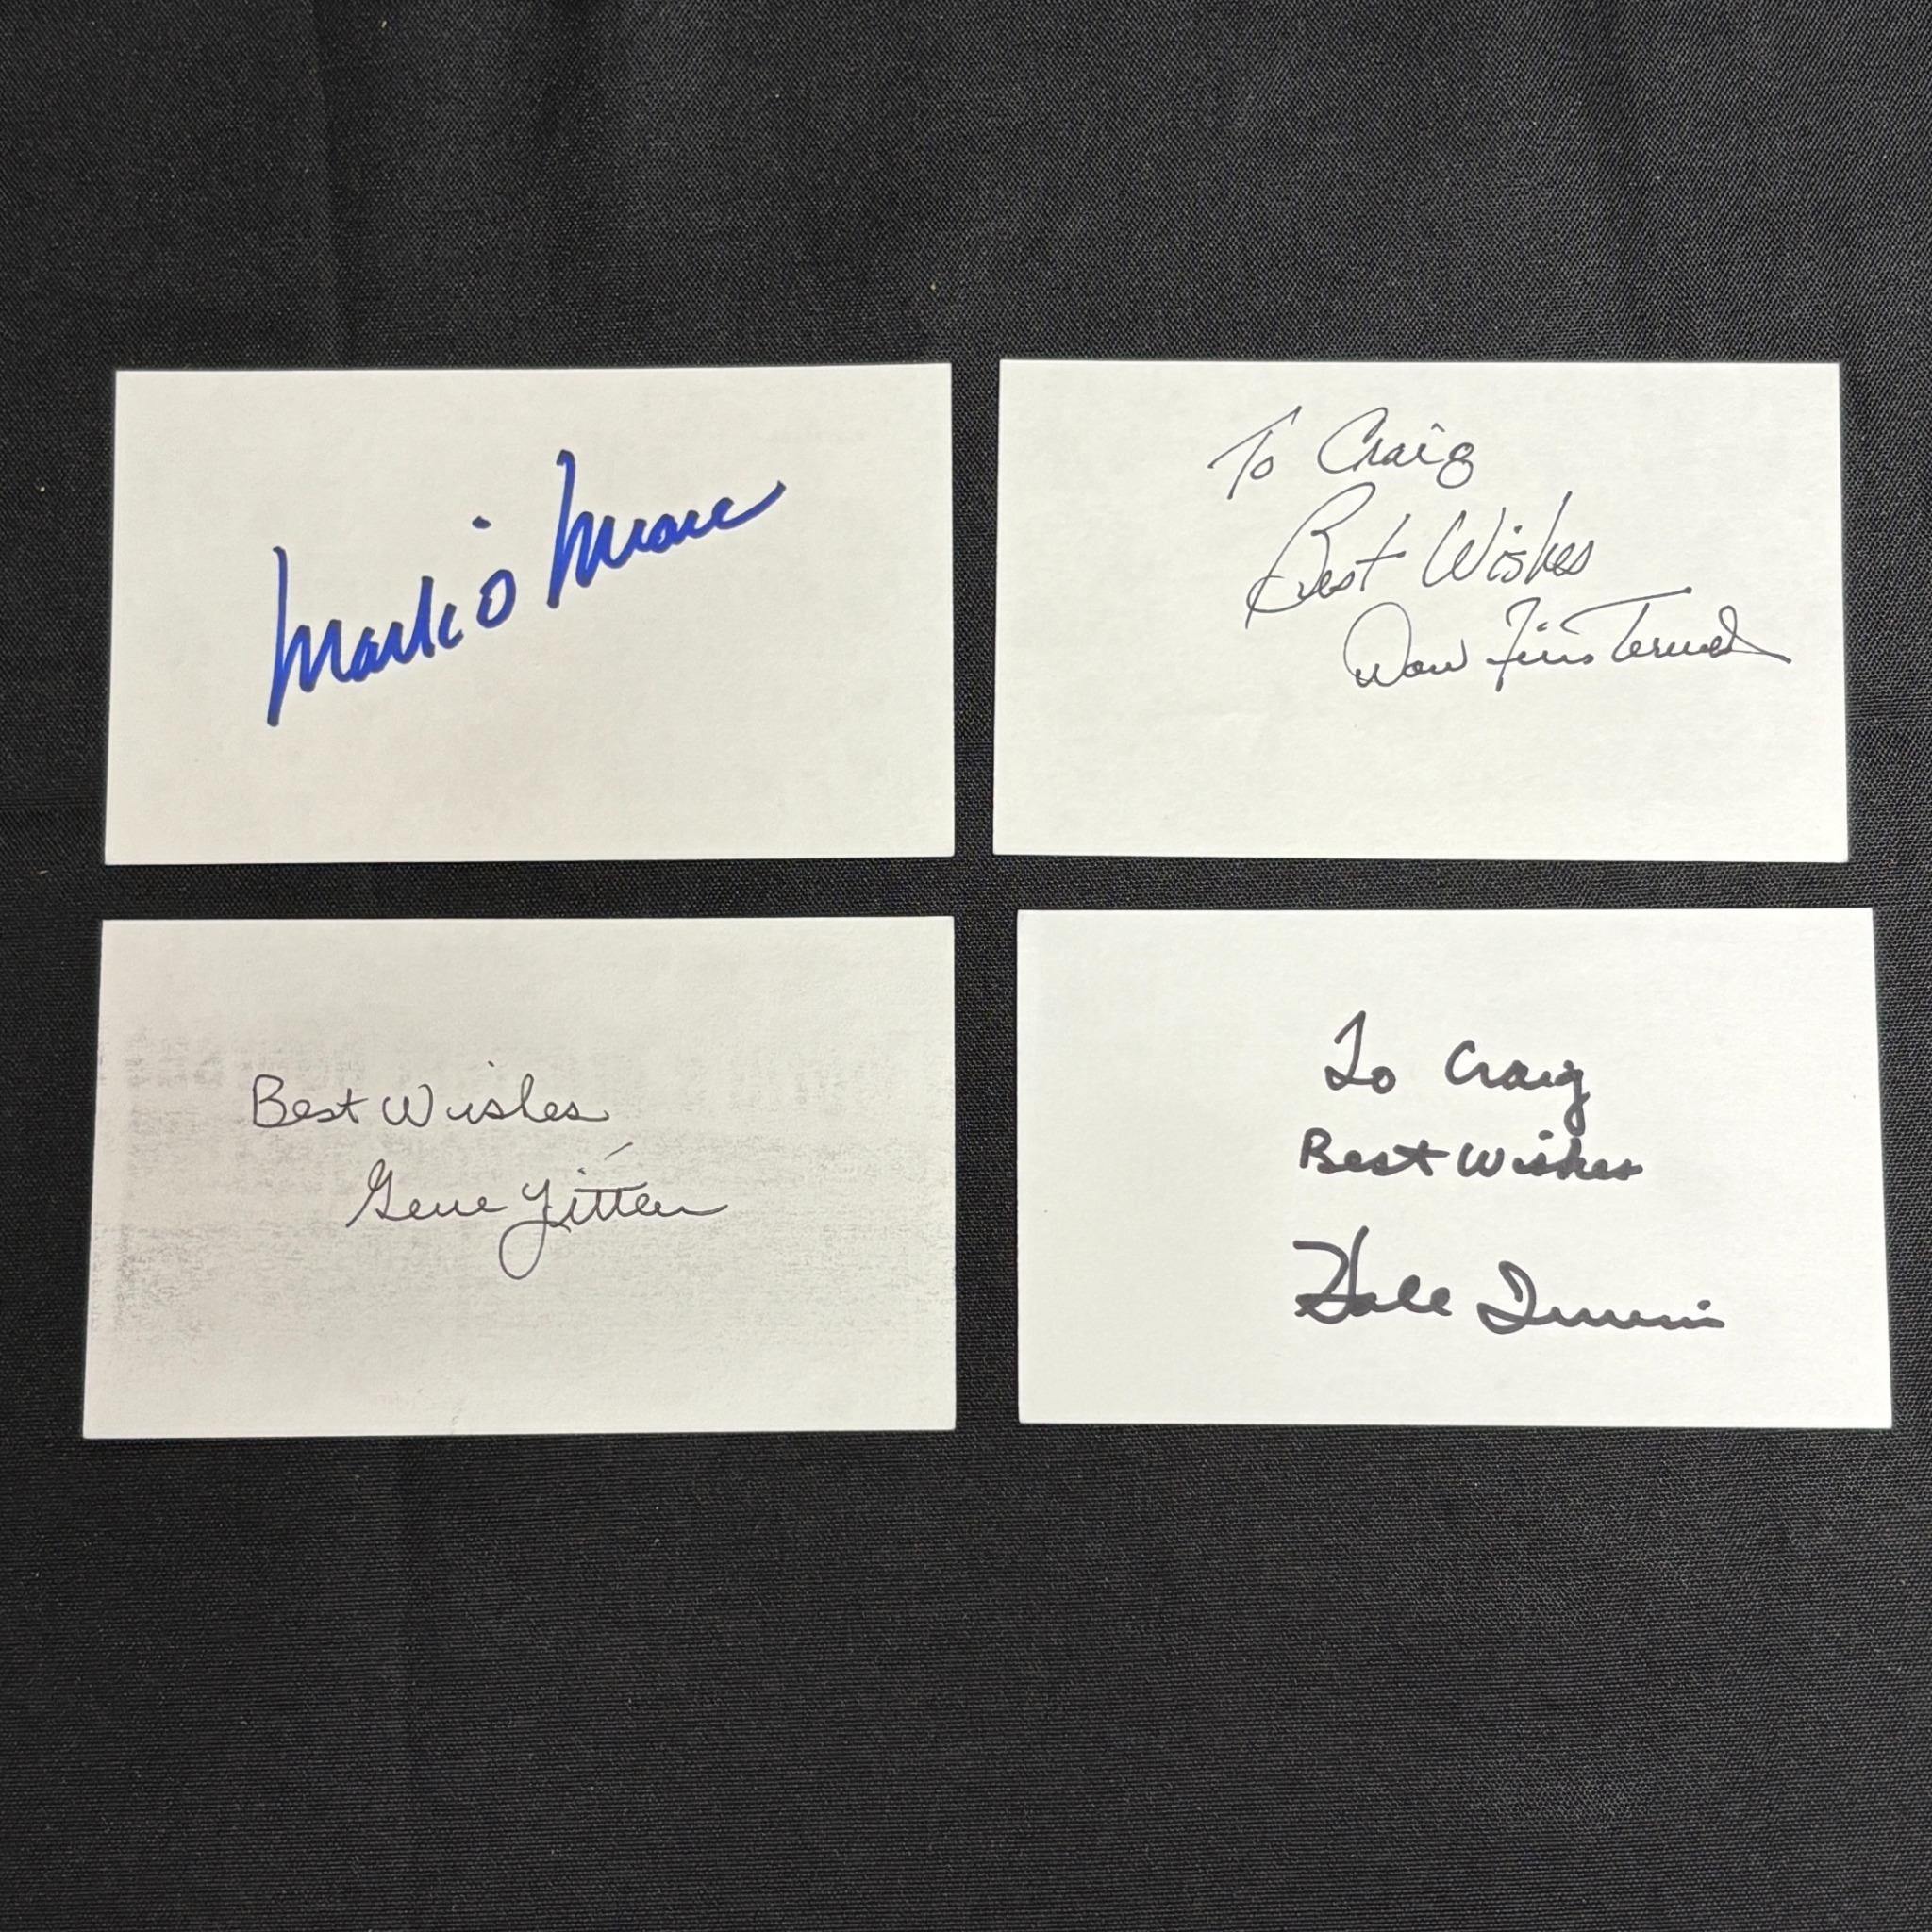 Mark O'Meara
To Craig
Best Wishes
Dow Finsterwald
Best Wishes
Gene Littler
To Craig
Best Wishes
Hale Irwin